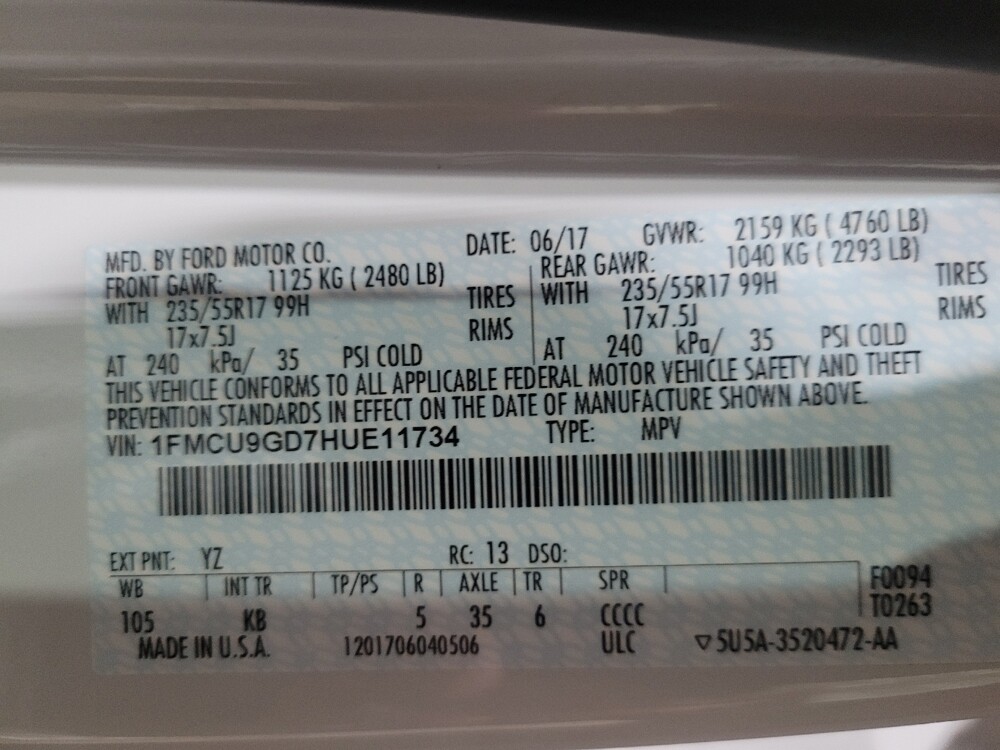 MFD. BY FORD MOTOR CO. DATE: 06/17 GVWR: 2159 KG ( 4760 LB)
FRONT GAWR: 1125 KG ( 2480 LB) REAR GAWR: 1040 KG ( 2293 LB)
WITH 235/55R17 99H TIRES WITH 235/55R17 99H TIRES
17x7.5J RIMS 17x7.5J RIMS
AT 240 kPa/ 35 PSI COLD AT 240 kPa/ 35 PSI COLD
THIS VEHICLE CONFORMS TO ALL APPLICABLE FEDERAL MOTOR VEHICLE SAFETY AND THEFT
PREVENTION STANDARDS IN EFFECT ON THE DATE OF MANUFACTURE SHOWN ABOVE.
VIN: 1FMCU9GD7HUE11734 TYPE: MPV
EXT PNT: YZ RC: 13 DSO:
WB INT TR TP/PS R AXLE TR SPR F0094
105 KB 5 35 6 CCCC T0263
MADE IN U.S.A. 1201706040506 ULC ▽5U5A-3520472-AA